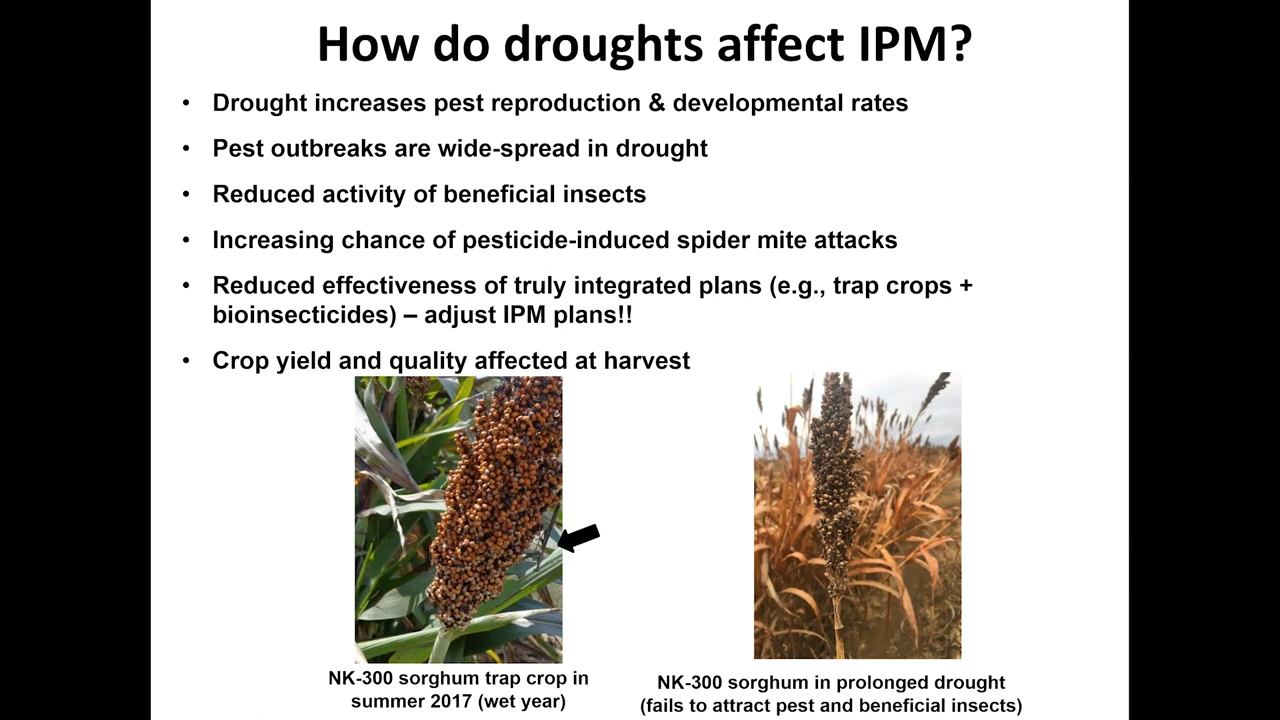 How do droughts affect IPM?
• Drought increases pest reproduction & developmental rates
• Pest outbreaks are wide-spread in drought
• Reduced activity of beneficial insects
• Increasing chance of pesticide-induced spider mite attacks
• Reduced effectiveness of truly integrated plans (e.g., trap crops +
bioinsecticides) – adjust IPM plans!!
• Crop yield and quality affected at harvest
NK-300 sorghum trap crop in
summer 2017 (wet year)
NK-300 sorghum in prolonged drought
(fails to attract pest and beneficial insects)